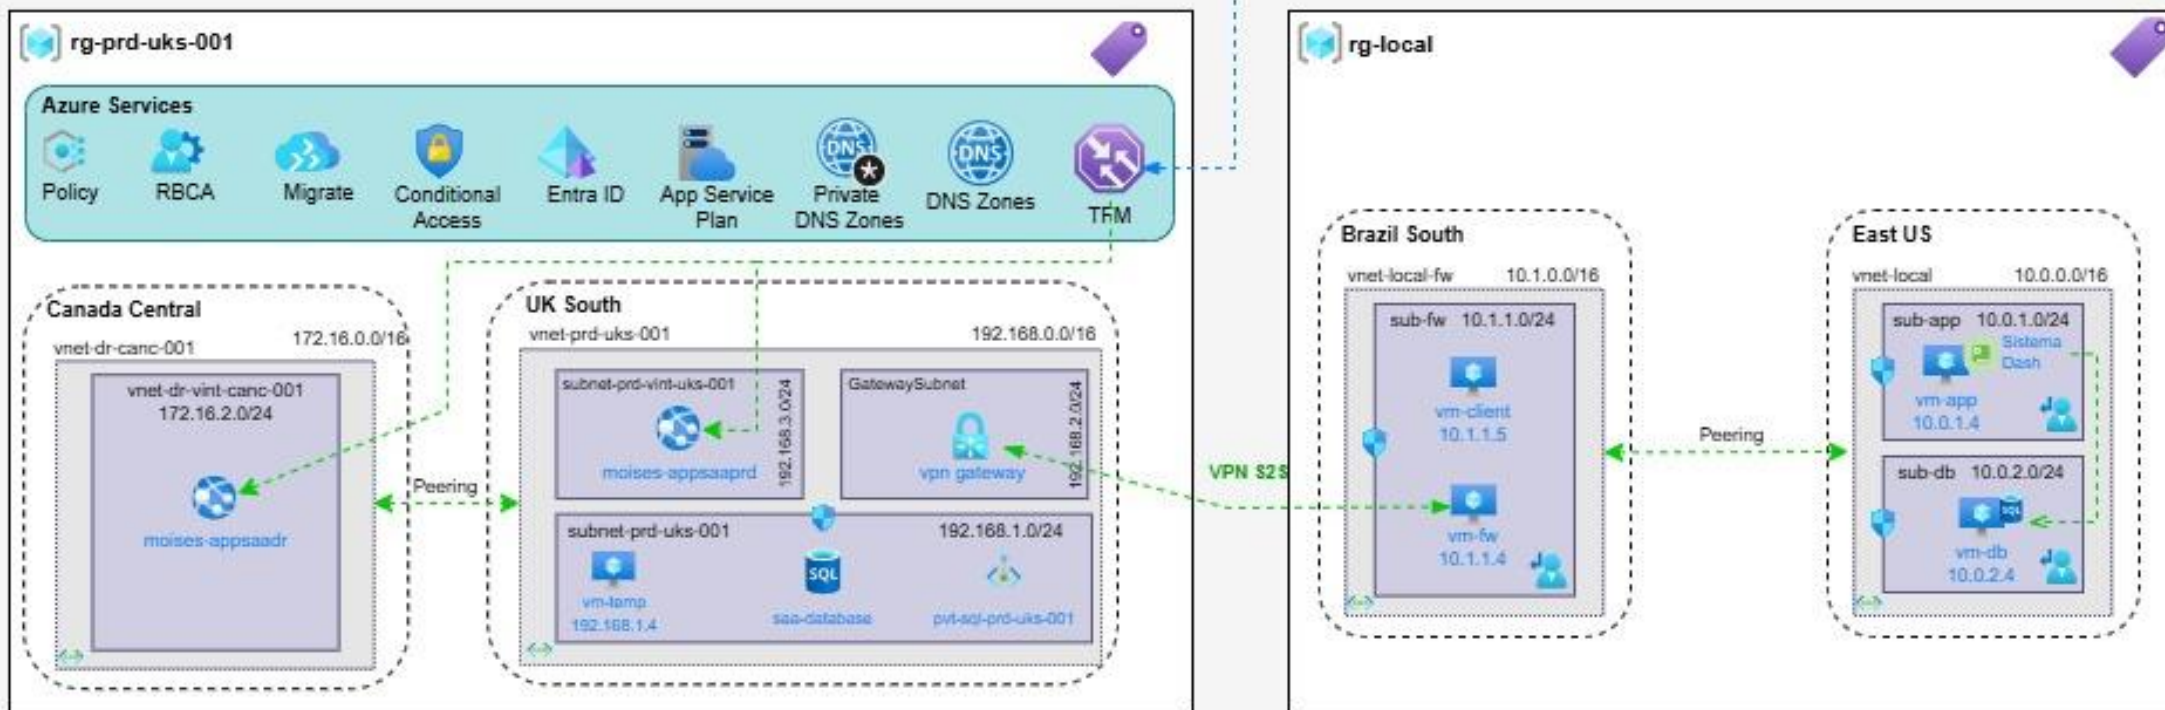 rg-prd-uks-001
Azure Services
Policy
RBCA
Migrate
Conditional
Access
Entra ID
App Service
Plan
DNS
Private
DNS Zones
DNS
DNS Zones
TFM
Canada Central
172.16.0.0/16
vnet-dr-canc-001
vnet-dr-vint-canc-001
172.16.2.0/24
moises-appsaadr
Peering
UK South
vnet-prd-uks-001
192.168.0.0/16
subnet-prd-vint-uks-001
192.168.3.0/24
moises-appsaaprd
GatewaySubnet
192.168.2.0/24
vpn gateway
subnet-prd-uks-001
192.168.1.0/24
vm-temp
192.168.1.4
SQL
saa-database
pvt-sql-prd-uks-001
VPN S2S
rg-local
Brazil South
vnet-local-fw
10.1.0.0/16
sub-fw 10.1.1.0/24
vm-client
10.1.1.5
vm-fw
10.1.1.4
Peering
East US
vnet-local
10.0.0.0/16
sub-app 10.0.1.0/24
Sistema
Dash
vm-app
10.0.1.4
sub-db 10.0.2.0/24
SQL
vm-db
10.0.2.4